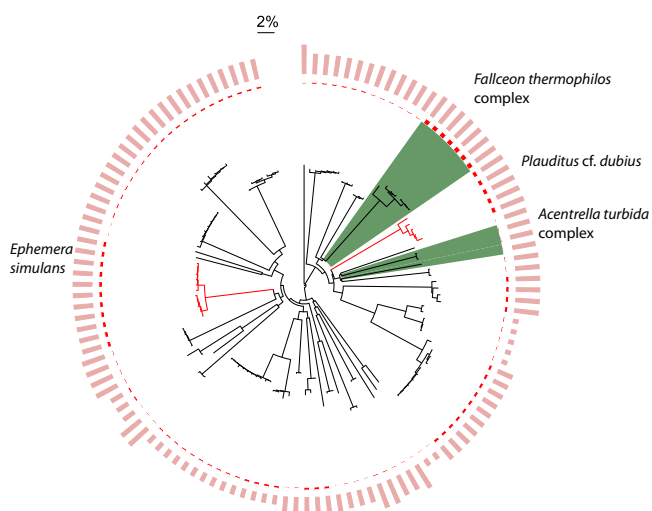 2%
Fallceon thermophilos
complex
Plauditus cf. dubius
Acentrella turbida
complex
Ephemera
simulans